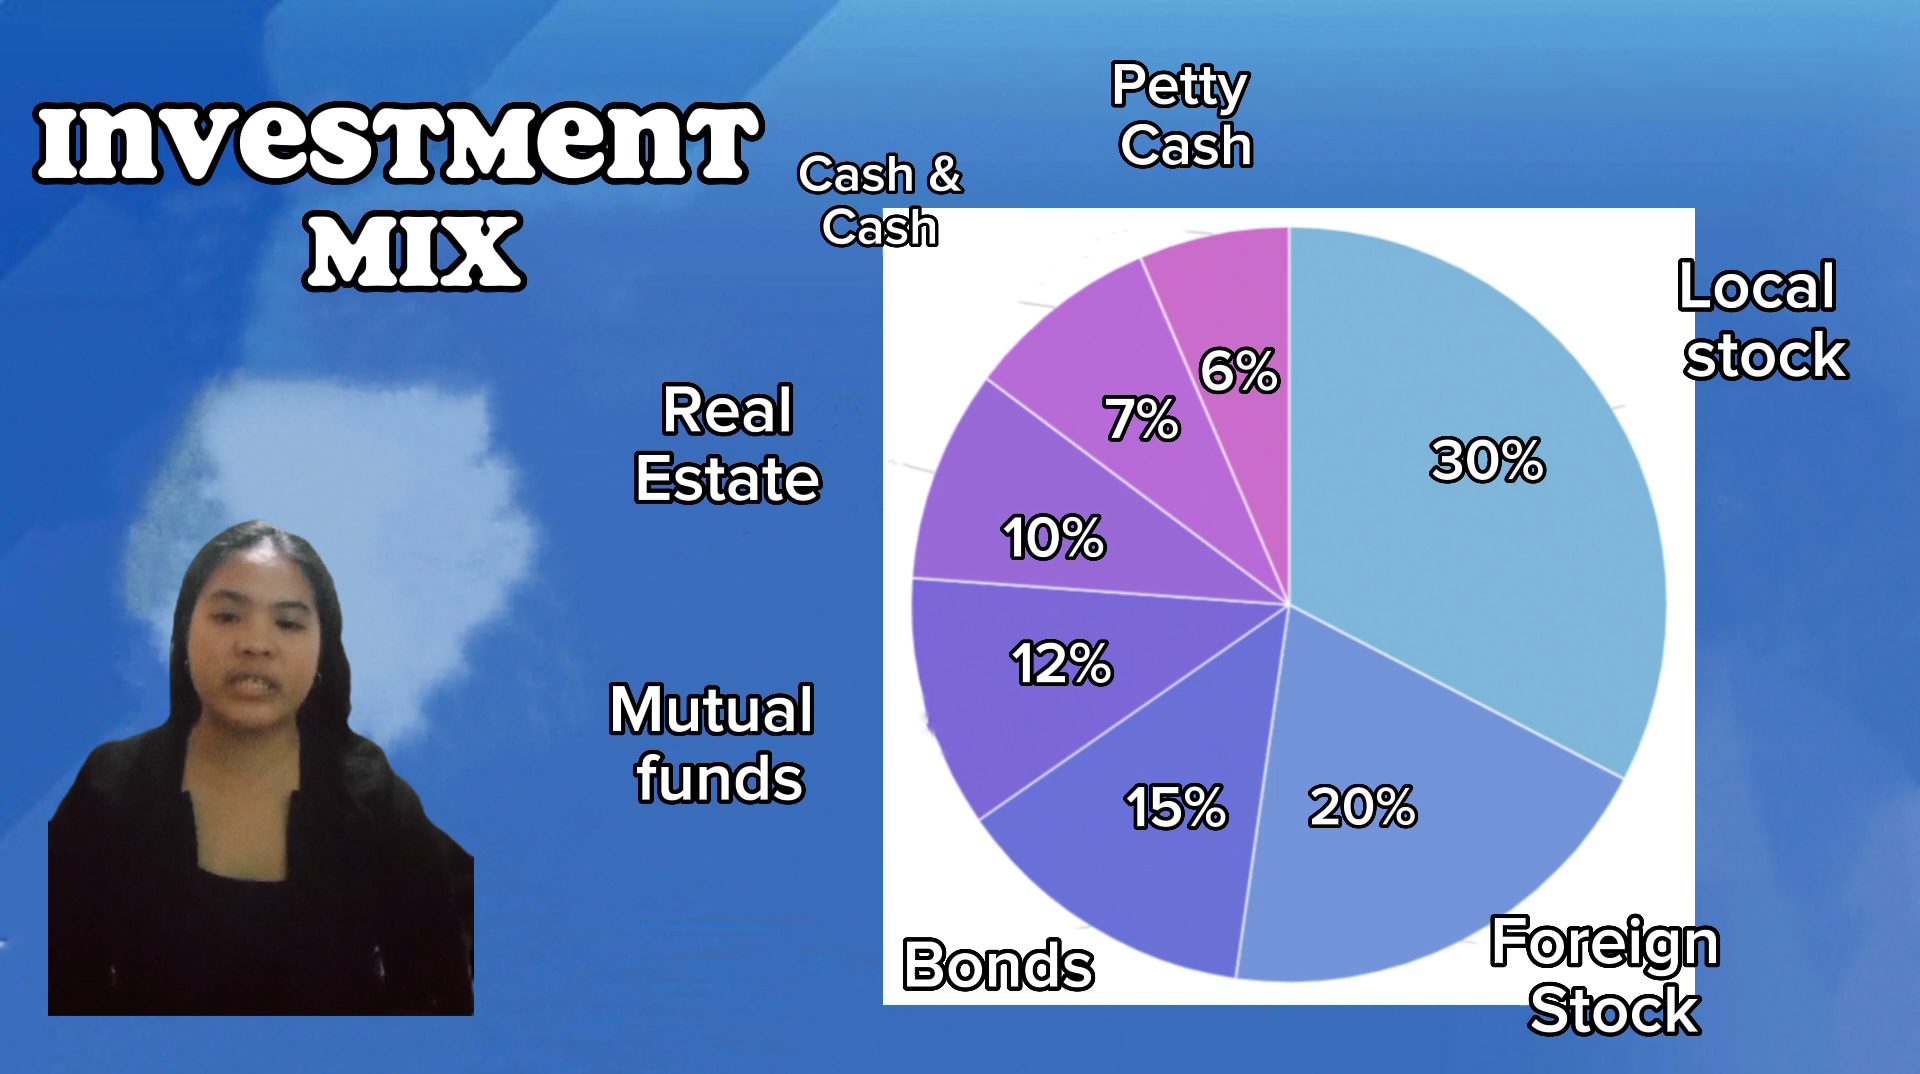 Investment
Mix
Petty
Cash
Cash &
Cash
Local
stock
Real
Estate
6%
7%
30%
10%
12%
Mutual
funds
15%
20%
Bonds
Foreign
Stock